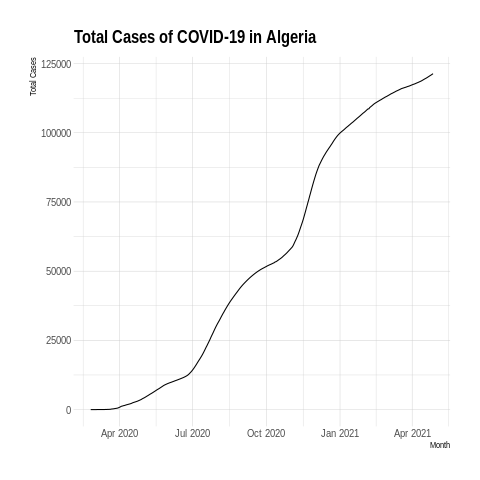 Total Cases of COVID-19 in Algeria
Total Cases
125000
100000
75000
50000
25000
0
Apr 2020 Jul 2020 Oct 2020 Jan 2021 Apr 2021
Month